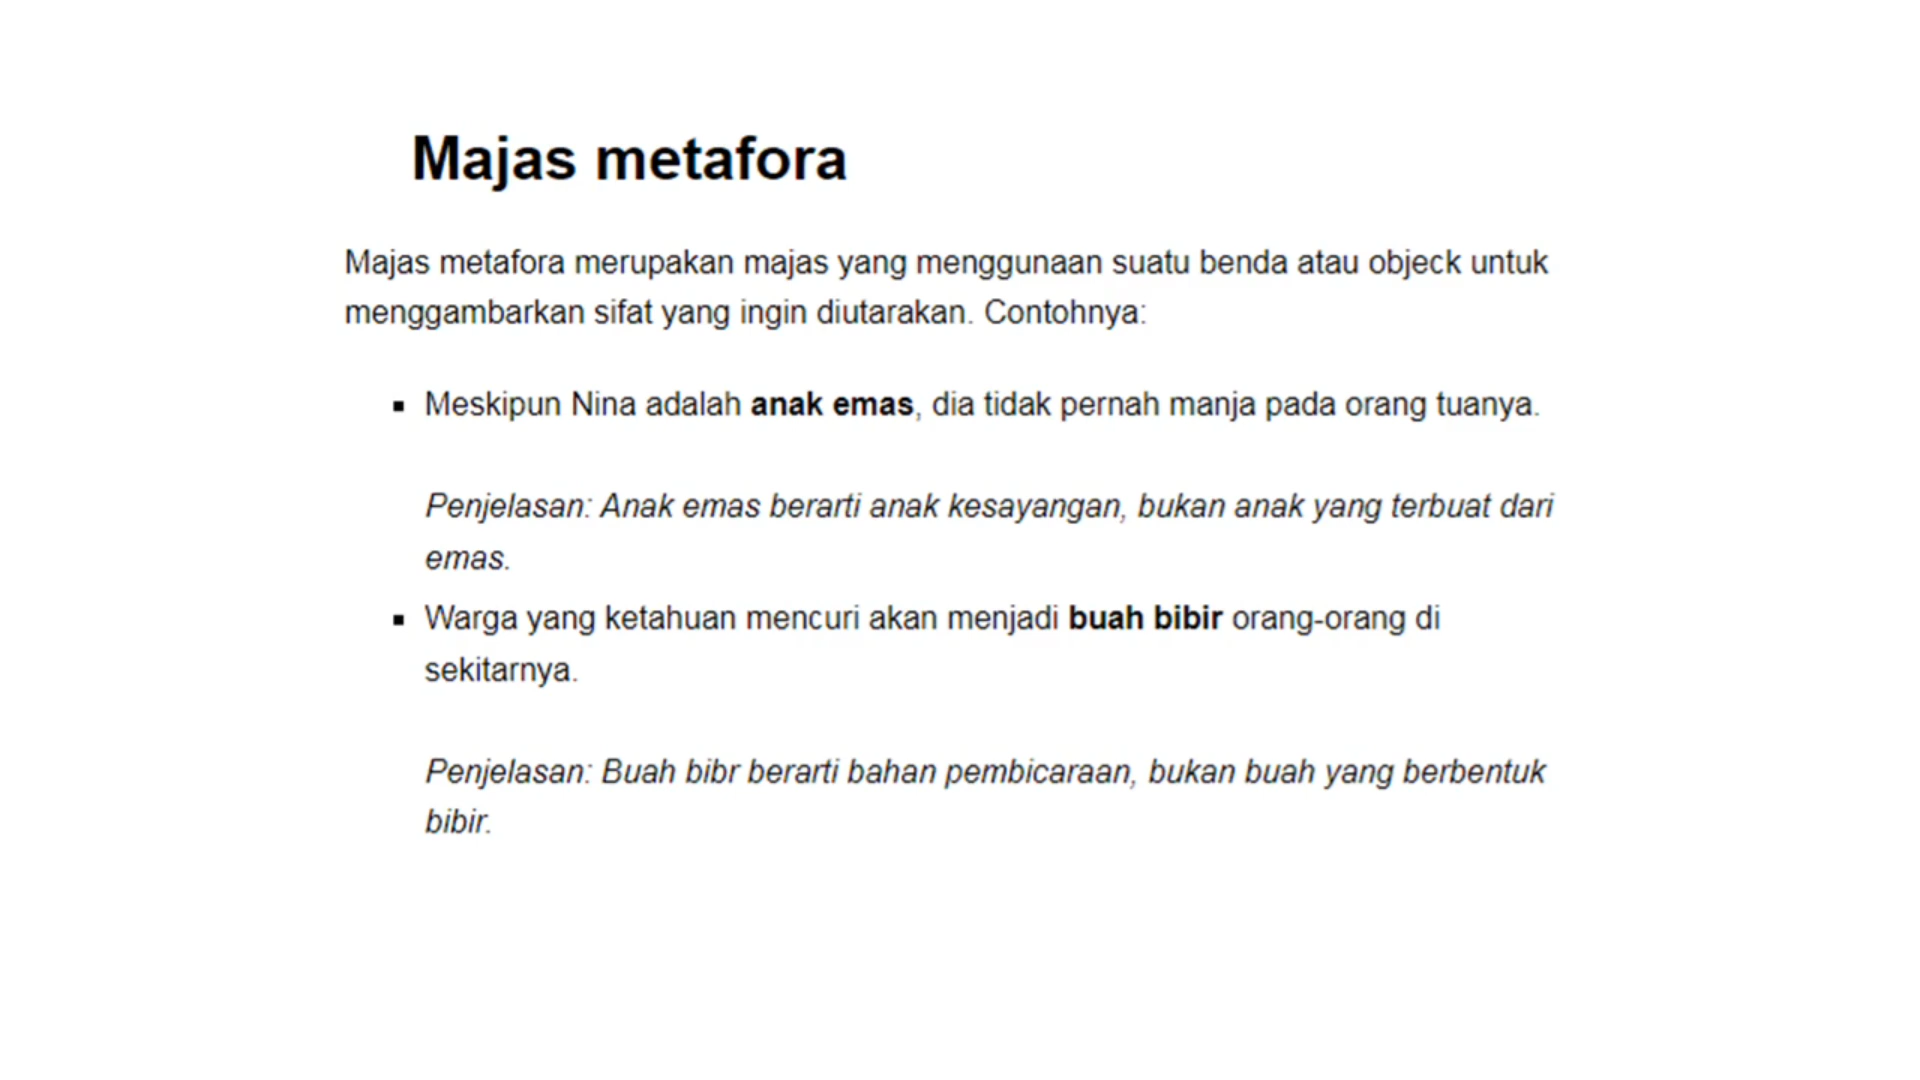 Majas metafora
Majas metafora merupakan majas yang menggunaan suatu benda atau objeck untuk
menggambarkan sifat yang ingin diutarakan. Contohnya:
▪ Meskipun Nina adalah anak emas, dia tidak pernah manja pada orang tuanya.
Penjelasan: Anak emas berarti anak kesayangan, bukan anak yang terbuat dari
emas.
▪ Warga yang ketahuan mencuri akan menjadi buah bibir orang-orang di
sekitarnya.
Penjelasan: Buah bibr berarti bahan pembicaraan, bukan buah yang berbentuk
bibir.